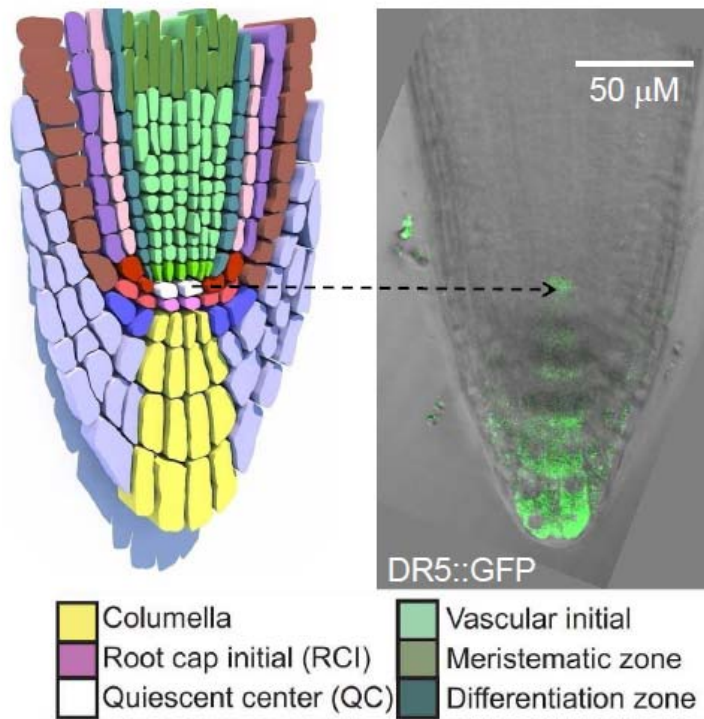 50 μM
DR5::GFP
Columella
Root cap initial (RCI)
Quiescent center (QC)
Vascular initial
Meristematic zone
Differentiation zone